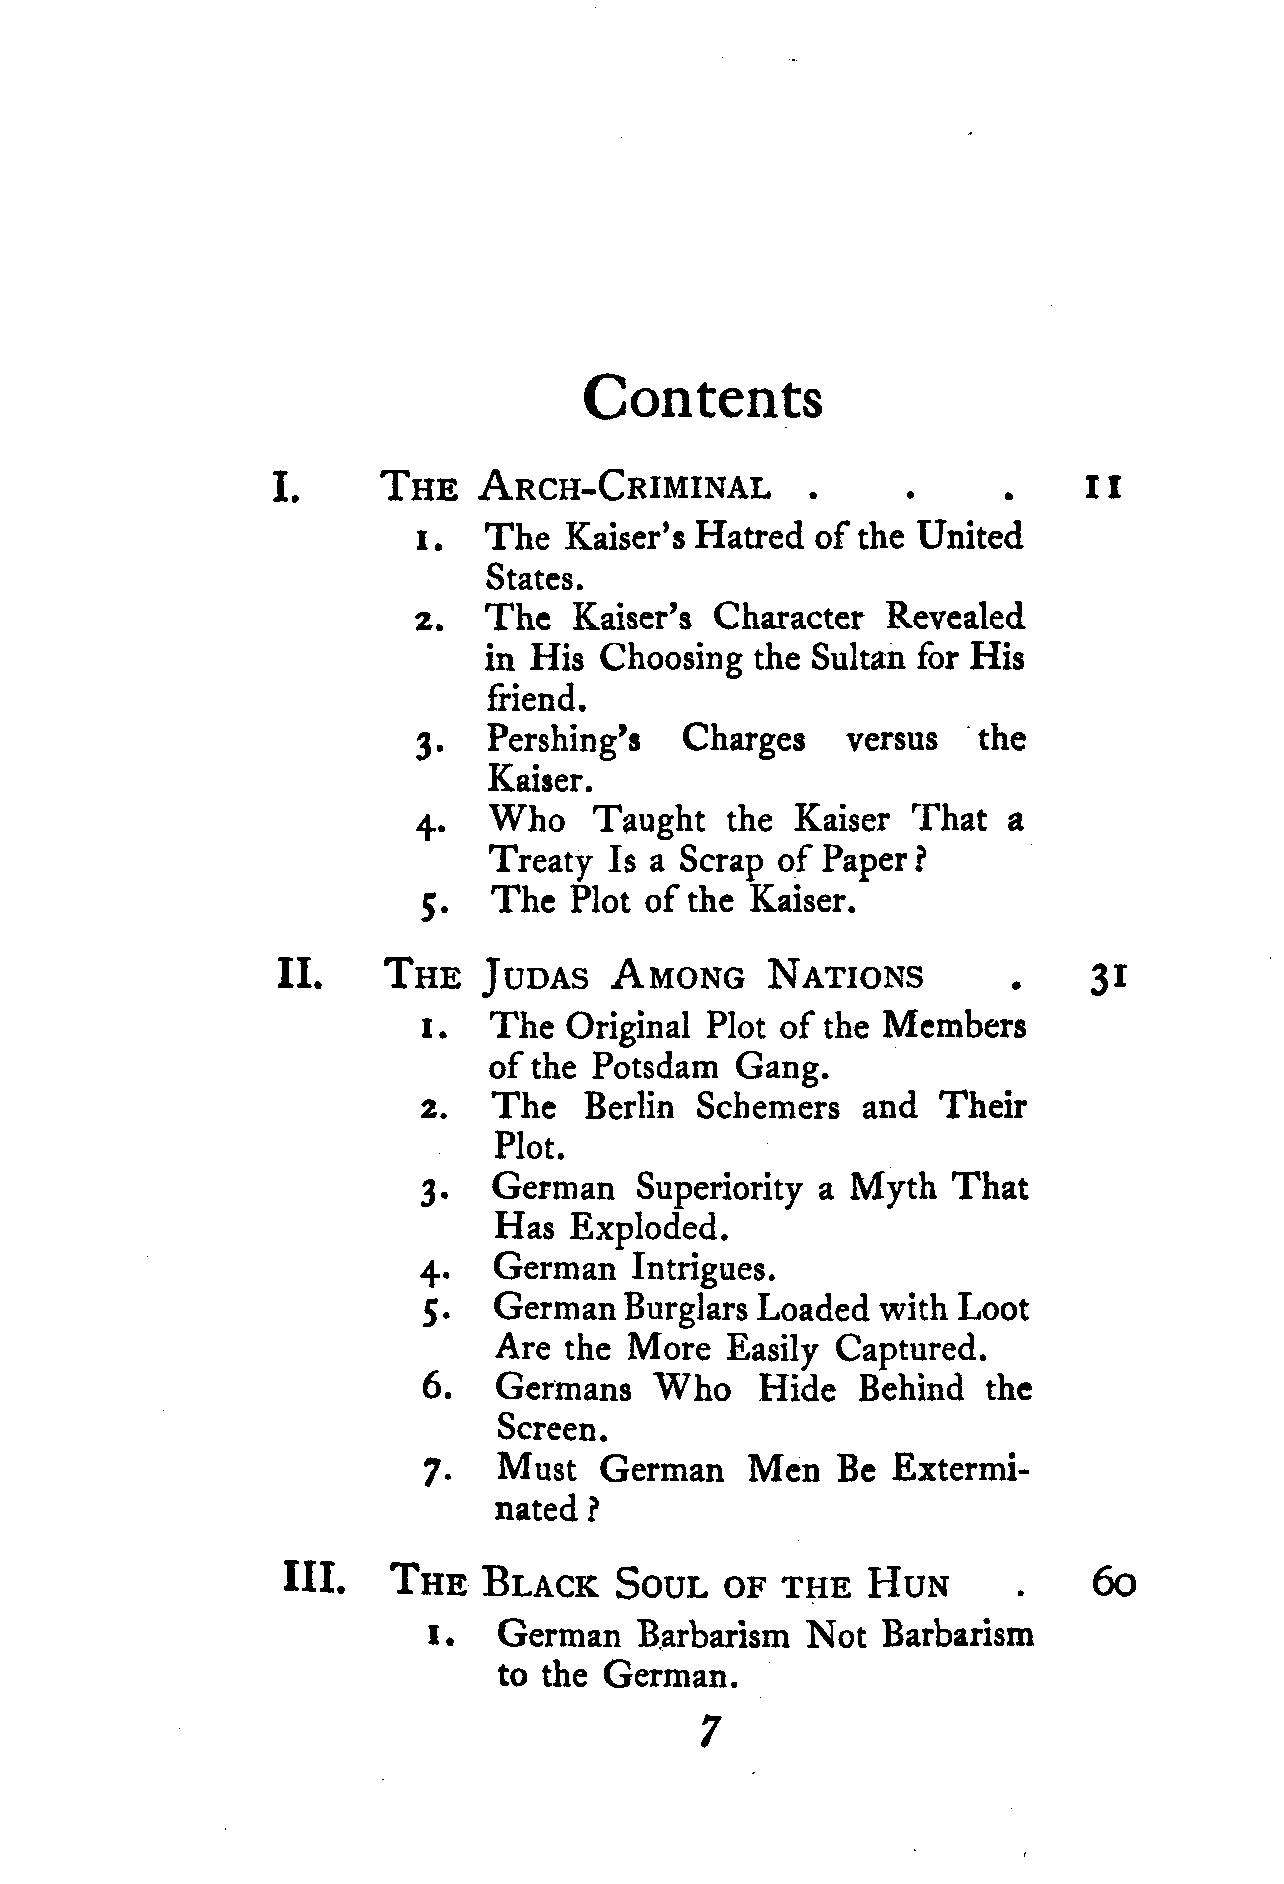 Contents
I. THE ARCH-CRIMINAL . . . 11
1. The Kaiser's Hatred of the United
States.
2. The Kaiser's Character Revealed
in His Choosing the Sultan for His
friend.
3. Pershing's Charges versus the
Kaiser.
4. Who Taught the Kaiser That a
Treaty Is a Scrap of Paper?
5. The Plot of the Kaiser.
II. THE JUDAS AMONG NATIONS . 31
1. The Original Plot of the Members
of the Potsdam Gang.
2. The Berlin Schemers and Their
Plot.
3. German Superiority a Myth That
Has Exploded.
4. German Intrigues.
5. German Burglars Loaded with Loot
Are the More Easily Captured.
6. Germans Who Hide Behind the
Screen.
7. Must German Men Be Extermi-
nated?
III. THE BLACK SOUL OF THE HUN . 60
1. German Barbarism Not Barbarism
to the German.
7